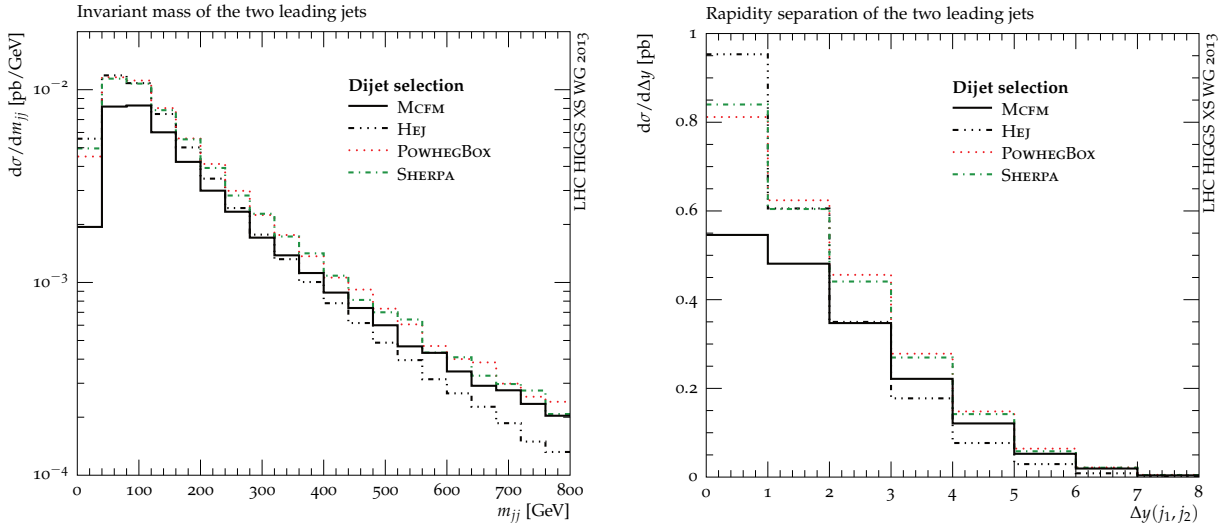 Invariant mass of the two leading jets
dσ/dm_jj [pb/GeV]
10⁻²
10⁻³
10⁻⁴
Dijet selection
MCFM
HEJ
POWHEGBOX
SHERPA
LHC HIGGS XS WG 2013
0 100 200 300 400 500 600 700 800
m_jj [GeV]
Rapidity separation of the two leading jets
dσ/dΔy [pb]
1
0.8
0.6
0.4
0.2
0
Dijet selection
MCFM
HEJ
POWHEGBOX
SHERPA
LHC HIGGS XS WG 2013
0 1 2 3 4 5 6 7 8
Δy(j₁, j₂)